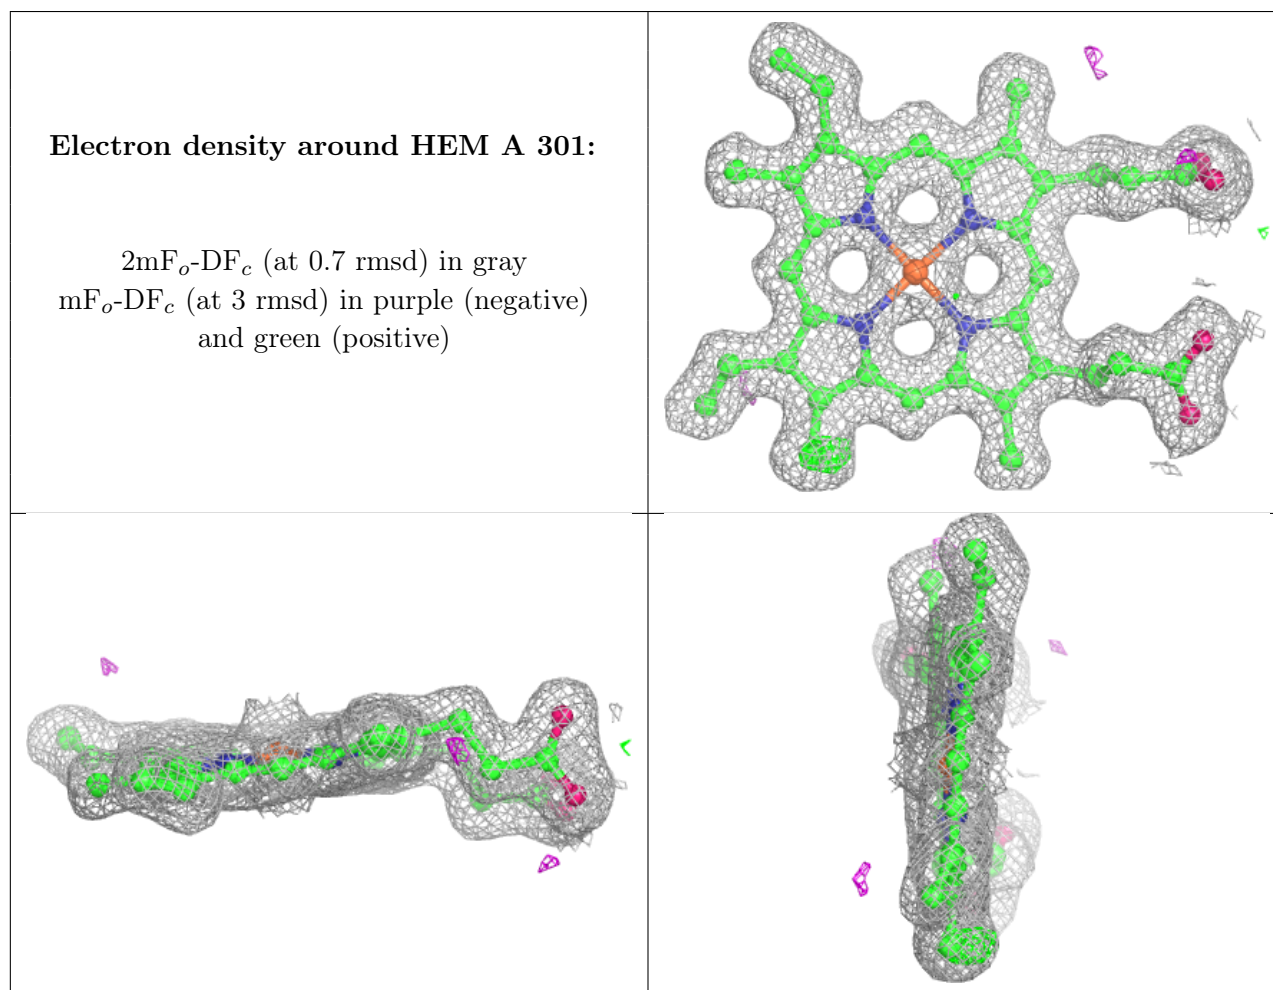 Electron density around HEM A 301:
2mFo-DFc (at 0.7 rmsd) in gray
mFo-DFc (at 3 rmsd) in purple (negative)
and green (positive)